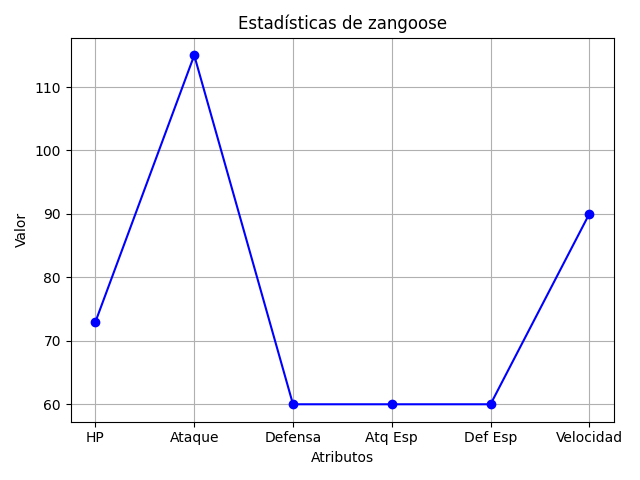 Estadísticas de zangoose
Valor
110
100
90
80
70
60
HP Ataque Defensa Atq Esp Def Esp Velocidad
Atributos